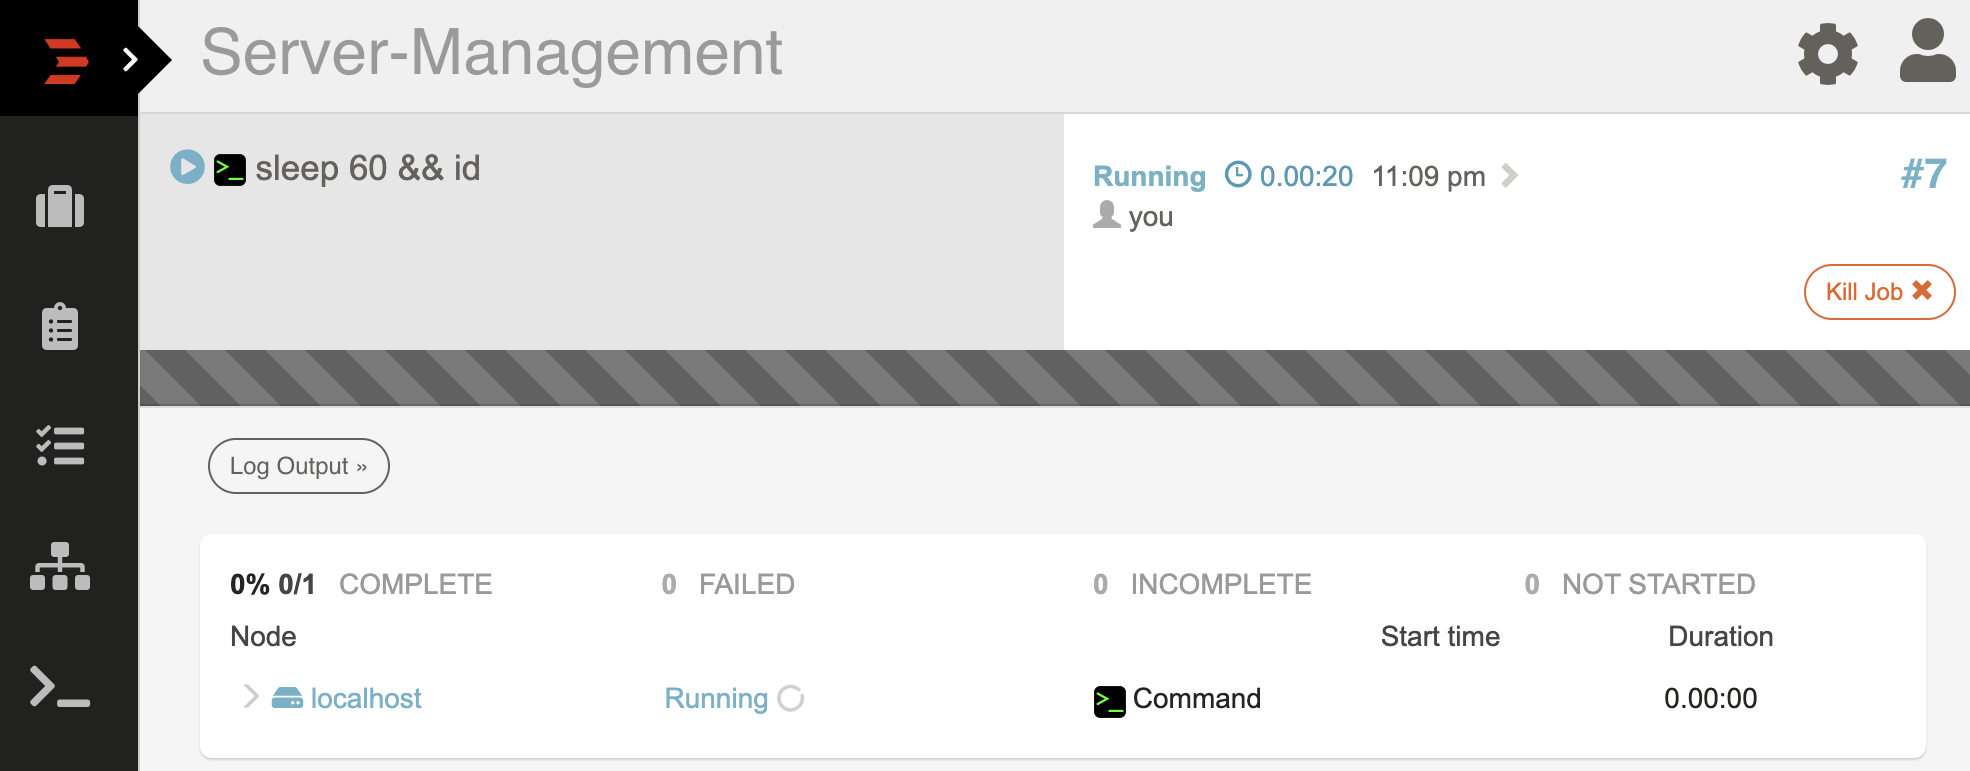 Server-Management
sleep 60 && id
Running 0.00:20 11:09 pm
#7
you
Kill Job
Log Output »
0% 0/1 COMPLETE 0 FAILED 0 INCOMPLETE 0 NOT STARTED
Node Start time Duration
localhost Running Command 0.00:00